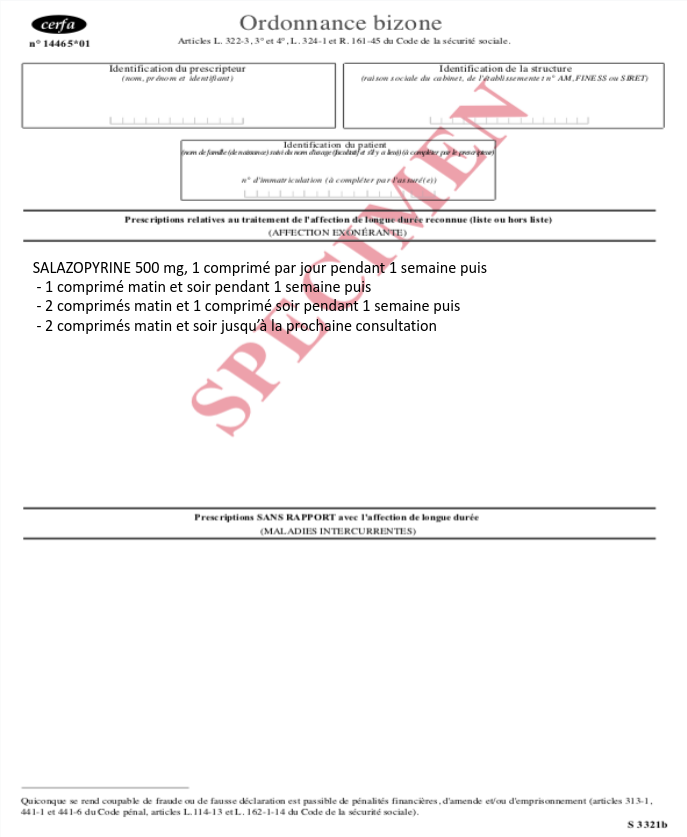 cerfa
n° 14465*01
Ordonnance bizone
Articles L. 322-3, 3° et 4°, L. 324-1 et R. 161-45 du Code de la sécurité sociale.
Identification du prescripteur
(nom, prénom et identifiant)
Identification de la structure
(raison sociale du cabinet, de l'établissement et n° AM, FINESS ou SIRET)
Identification du patient
(nom de famille (de naissance) suivi du nom d'usage (facultatif et s'il y a lieu)) (à compléter par le prescripteur)
n° d'immatriculation (à compléter par l'assuré(e))
Prescriptions relatives au traitement de l'affection de longue durée reconnue (liste ou hors liste)
(AFFECTION EXONÉRANTE)
SALAZOPYRINE 500 mg, 1 comprimé par jour pendant 1 semaine puis
- 1 comprimé matin et soir pendant 1 semaine puis
- 2 comprimés matin et 1 comprimé soir pendant 1 semaine puis
- 2 comprimés matin et soir jusqu'à la prochaine consultation
SPECIMEN
Prescriptions SANS RAPPORT avec l'affection de longue durée
(MALADIES INTERCURRENTES)
Quiconque se rend coupable de fraude ou de fausse déclaration est passible de pénalités financières, d'amende et/ou d'emprisonnement (articles 313-1,
441-1 et 441-6 du Code pénal, articles L.114-13 et L. 162-1-14 du Code de la sécurité sociale).
S 3321b